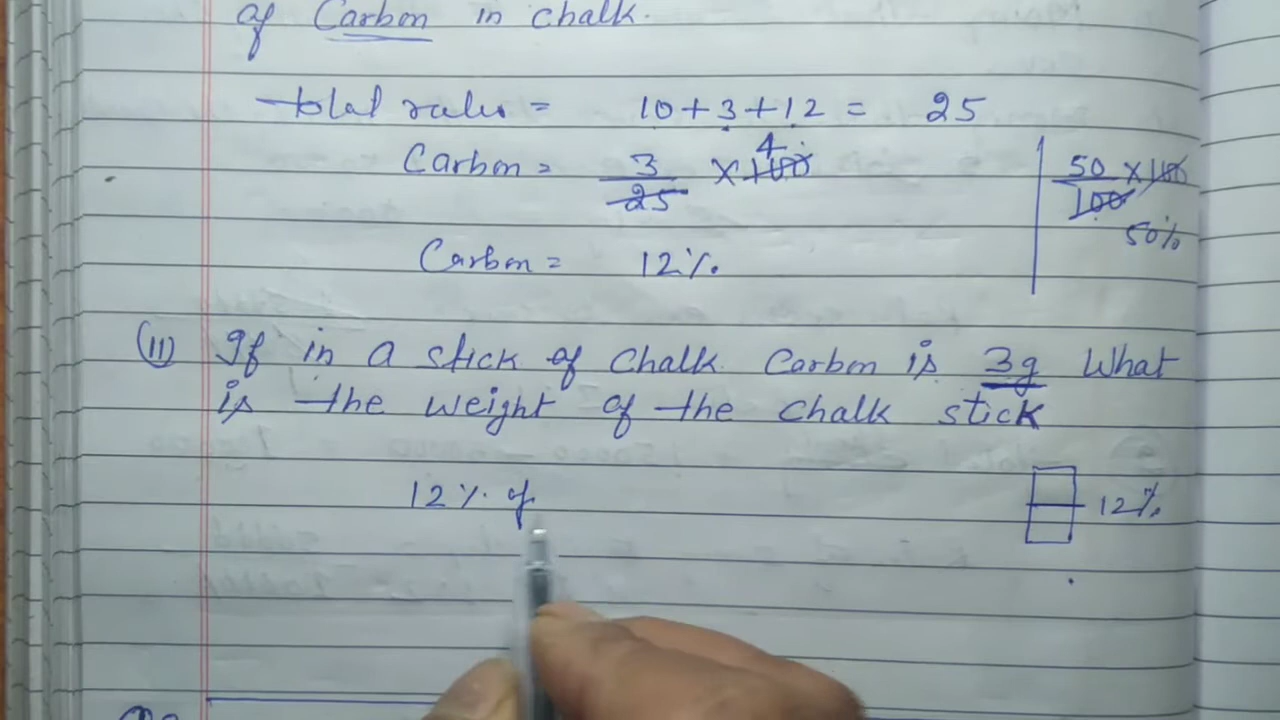 of Carbon in chalk.
Total ratio = 10+3+12 = 25
Carbon = 3/25 × 100 4
50/100 × 100
50%
Carbon = 12%
(11) If in a stick of Chalk Carbon is 3g What
is the weight of the chalk stick
12% of
12%